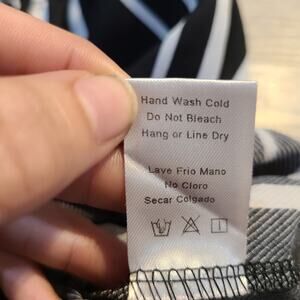 Hand Wash Cold
Do Not Bleach
Hang or Line Dry
Lave Frio Mano
No Cloro
Secar Colgado